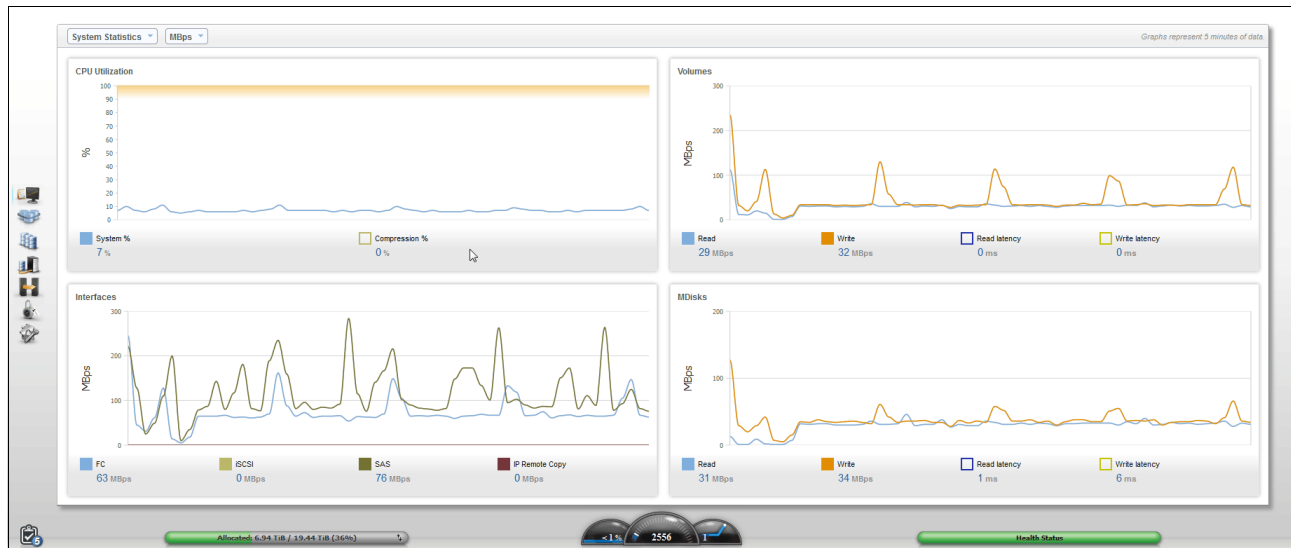 System Statistics MBps Graphs represent 5 minutes of data.
CPU Utilization
%
100
90
80
70
60
50
40
30
20
10
0
System % Compression %
7 % 0 %
Volumes
MBps
300
200
100
0
Read Write Read latency Write latency
29 MBps 32 MBps 0 ms 0 ms
Interfaces
MBps
300
200
100
0
FC iSCSI SAS IP Remote Copy
63 MBps 0 MBps 76 MBps 0 MBps
MDisks
MBps
200
100
0
Read Write Read latency Write latency
31 MBps 34 MBps 1 ms 6 ms
5 Allocated: 6.94 TiB / 19.44 TiB (36%) <1% 2556 1 Health Status